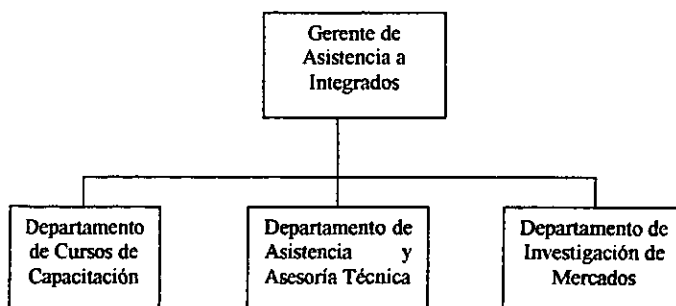 Gerente de
Asistencia a
Integrados
Departamento
de Cursos de
Capacitación
Departamento de
Asistencia y
Asesoría Técnica
Departamento de
Investigación de
Mercados